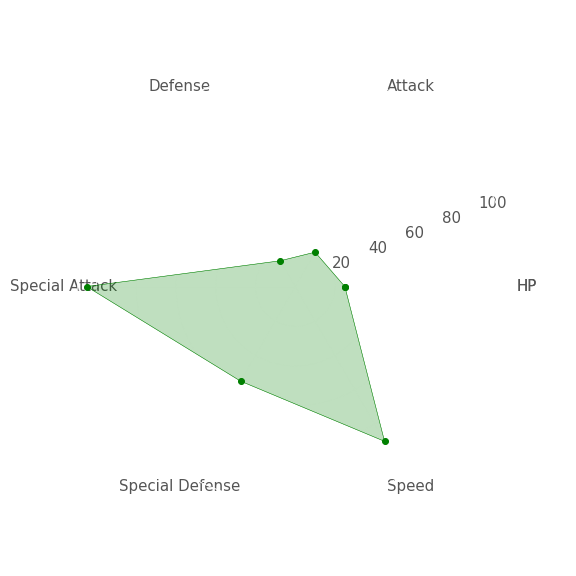 Defense
Attack
100
80
60
40
20
Special Attack
HP
Special Defense
Speed